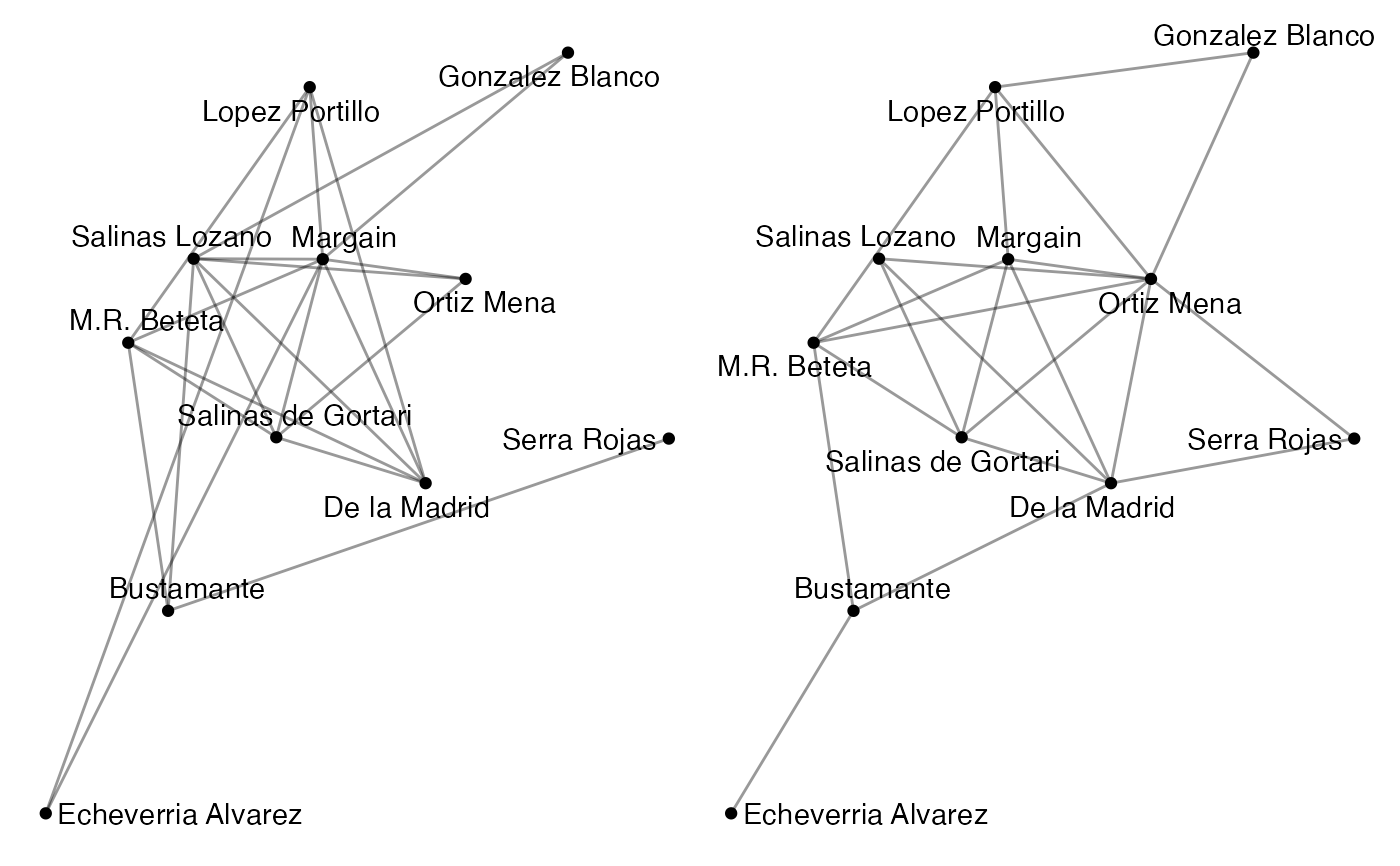 Gonzalez Blanco
Lopez Portillo
Salinas Lozano
Margain
Ortiz Mena
M.R. Beteta
Salinas de Gortari
Serra Rojas
De la Madrid
Bustamante
Echeverria Alvarez
Gonzalez Blanco
Lopez Portillo
Salinas Lozano
Margain
Ortiz Mena
M.R. Beteta
Serra Rojas
Salinas de Gortari
De la Madrid
Bustamante
Echeverria Alvarez